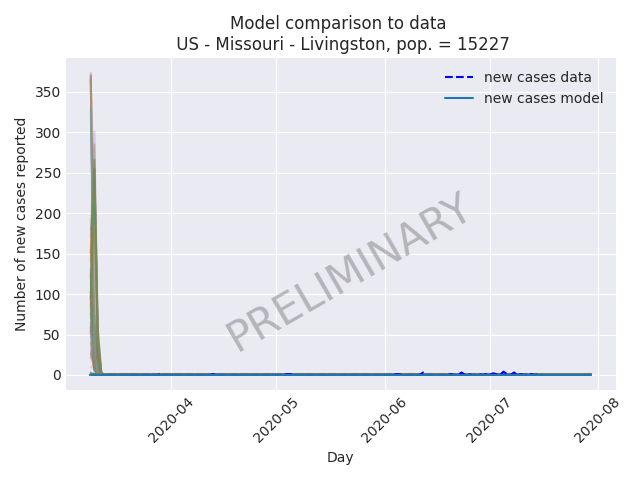 Model comparison to data
US - Missouri - Livingston, pop. = 15227
new cases data
new cases model
Number of new cases reported
350
300
250
200
150
100
50
0
PRELIMINARY
2020-04
2020-05
2020-06
2020-07
2020-08
Day